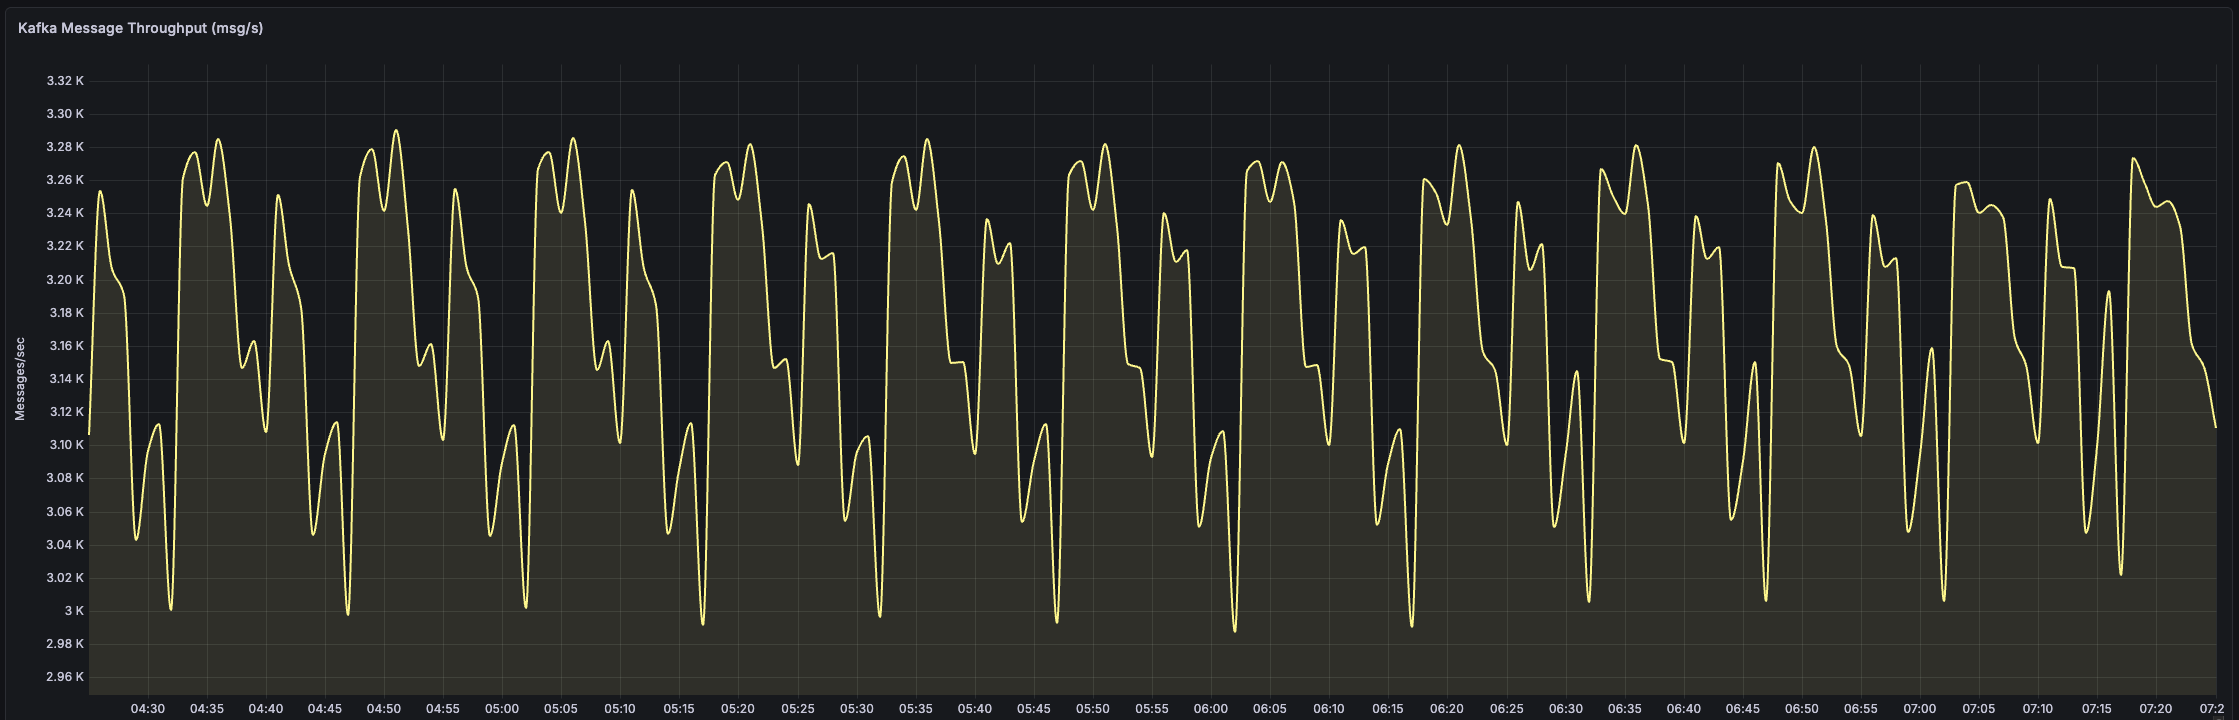 Kafka Message Throughput (msg/s)
Messages/sec
3.32 K
3.30 K
3.28 K
3.26 K
3.24 K
3.22 K
3.20 K
3.18 K
3.16 K
3.14 K
3.12 K
3.10 K
3.08 K
3.06 K
3.04 K
3.02 K
3 K
2.98 K
2.96 K
04:30 04:35 04:40 04:45 04:50 04:55 05:00 05:05 05:10 05:15 05:20 05:25 05:30 05:35 05:40 05:45 05:50 05:55 06:00 06:05 06:10 06:15 06:20 06:25 06:30 06:35 06:40 06:45 06:50 06:55 07:00 07:05 07:10 07:15 07:20 07:2